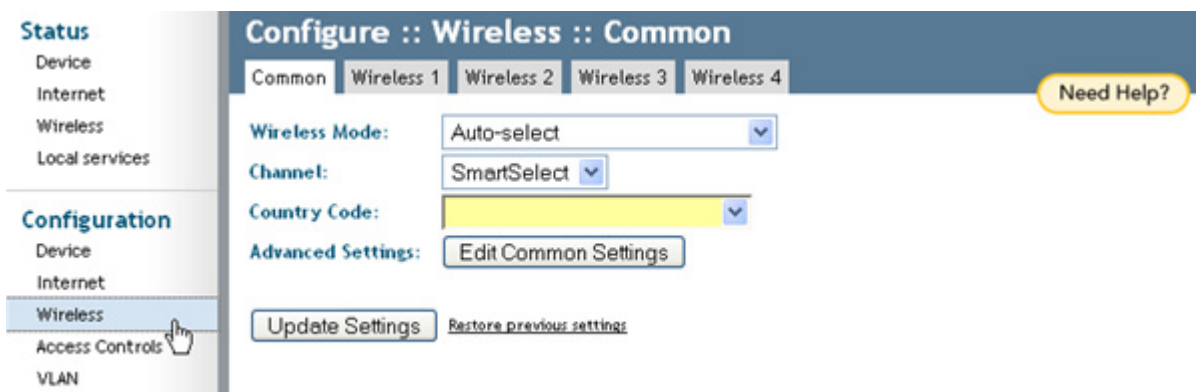 Status
Device
Internet
Wireless
Local services
Configuration
Device
Internet
Wireless
Access Controls
VLAN
Configure :: Wireless :: Common
Common Wireless 1 Wireless 2 Wireless 3 Wireless 4
Need Help?
Wireless Mode: Auto-select
Channel: SmartSelect
Country Code:
Advanced Settings: Edit Common Settings
Update Settings Restore previous settings